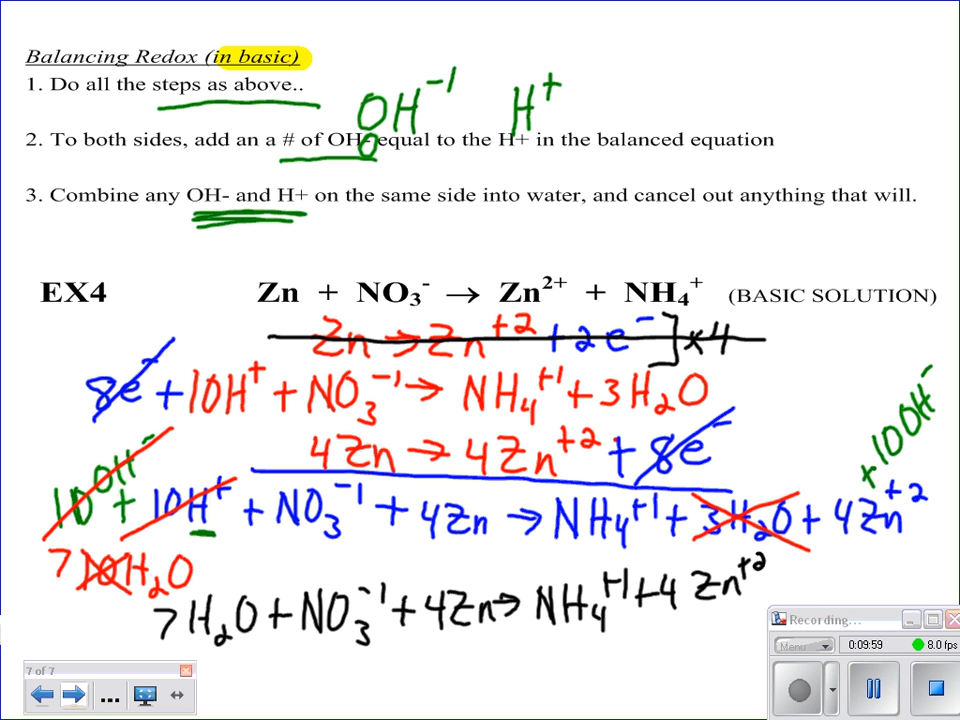 Balancing Redox (in basic)
1. Do all the steps as above..
OH⁻¹ H⁺
2. To both sides, add an a # of OH- equal to the H+ in the balanced equation
3. Combine any OH- and H+ on the same side into water, and cancel out anything that will.
EX4 Zn + NO₃⁻ → Zn²⁺ + NH₄⁺ (BASIC SOLUTION)
Zn → Zn⁺² + 2e⁻ ] x 4
8e⁻ + 10H⁺ + NO₃⁻¹ → NH₄⁺¹ + 3H₂O
4Zn → 4Zn⁺² + 8e⁻
+ 10OH⁻
10OH⁻ + 10H⁺ + NO₃⁻¹ + 4Zn → NH₄⁺¹ + 3H₂O + 4Zn⁺²
7 10 H₂O
7H₂O + NO₃⁻¹ + 4Zn → NH₄⁺¹ + 4Zn⁺²
Recording...
Menu 0:09:59 8.0 fps
7 of 7
...